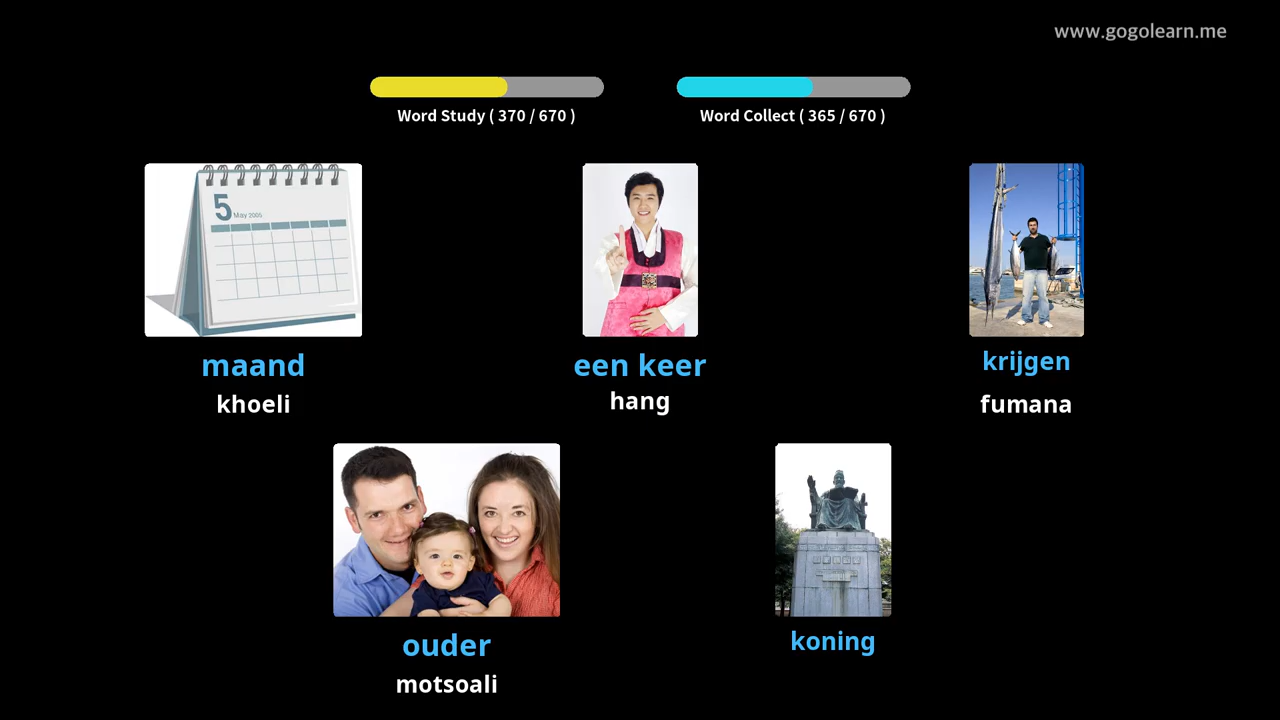 www.gogolearn.me
Word Study ( 370 / 670 )
Word Collect ( 365 / 670 )
5 May 2005
maand
khoeli
een keer
hang
krijgen
fumana
ouder
motsoali
koning